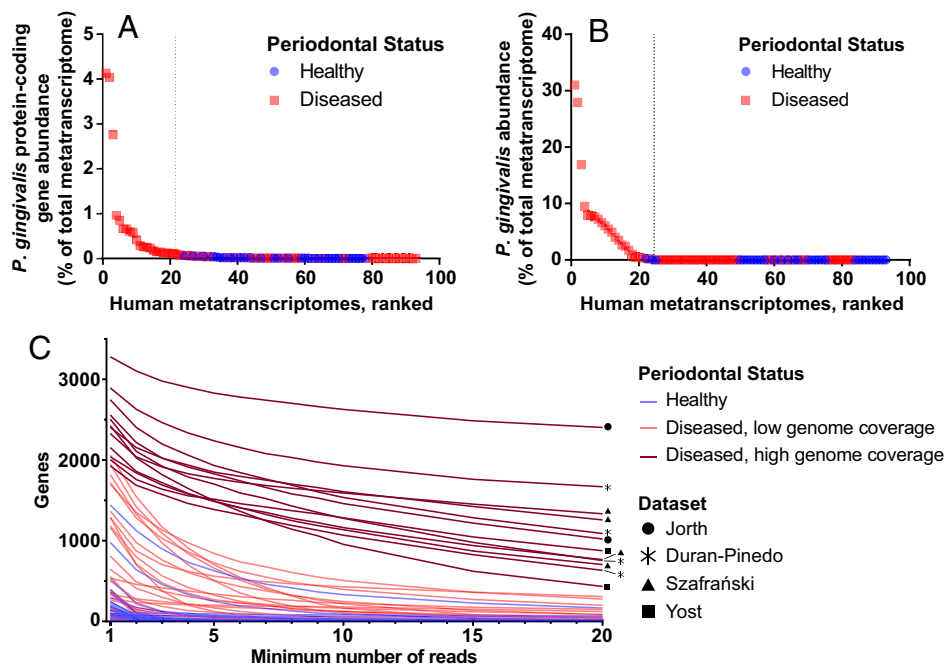 A
P. gingivalis protein-coding
gene abundance
(% of total metatranscriptome)
5
4
3
2
1
0
0 20 40 60 80 100
Human metatranscriptomes, ranked
Periodontal Status
Healthy
Diseased
B
P. gingivalis abundance
(% of total metatranscriptome)
40
30
20
10
0
0 20 40 60 80 100
Human metatranscriptomes, ranked
Periodontal Status
Healthy
Diseased
C
Genes
3000
2000
1000
0
1 5 10 15 20
Minimum number of reads
Periodontal Status
Healthy
Diseased, low genome coverage
Diseased, high genome coverage
Dataset
Jorth
Duran-Pinedo
Szafrański
Yost